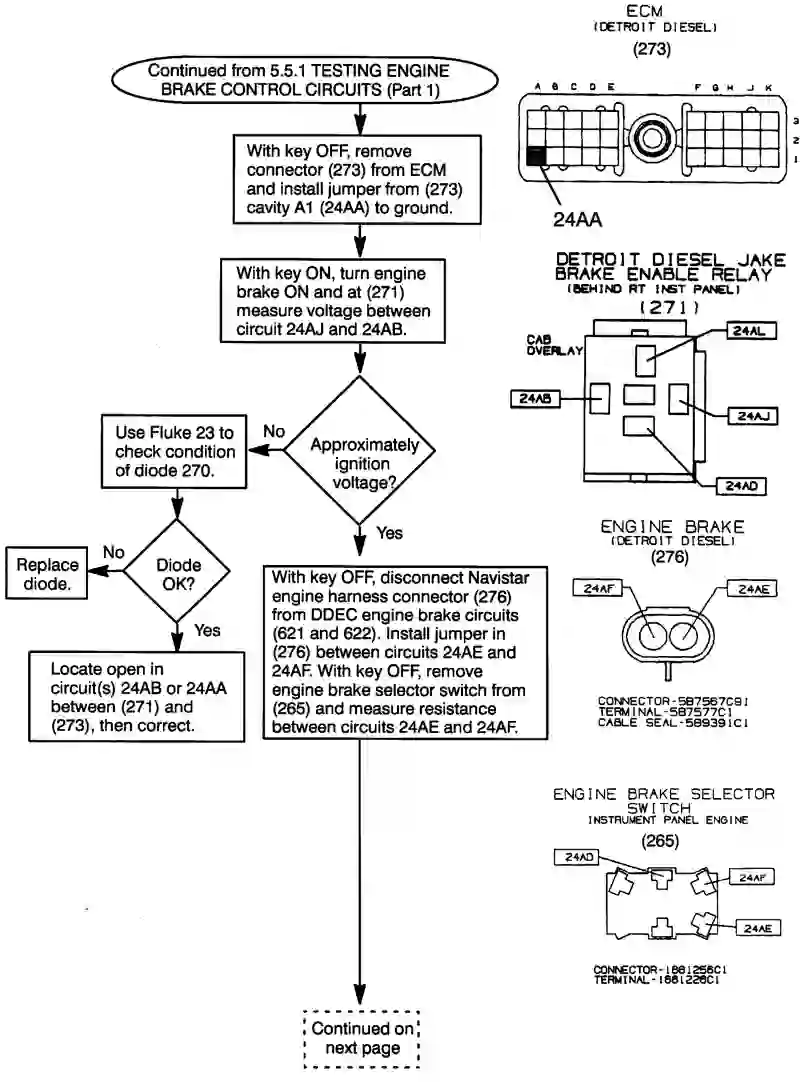 Continued from 5.5.1 TESTING ENGINE
BRAKE CONTROL CIRCUITS (Part 1)
With key OFF, remove
connector (273) from ECM
and install jumper from (273)
cavity A1 (24AA) to ground.
With key ON, turn engine
brake ON and at (271)
measure voltage between
circuit 24AJ and 24AB.
Approximately
ignition
voltage?
No
Yes
Use Fluke 23 to
check condition
of diode 270.
Diode
OK?
No
Yes
Replace
diode.
Locate open in
circuit(s) 24AB or 24AA
between (271) and
(273), then correct.
With key OFF, disconnect Navistar
engine harness connector (276)
from DDEC engine brake circuits
(621 and 622). Install jumper in
(276) between circuits 24AE and
24AF. With key OFF, remove
engine brake selector switch from
(265) and measure resistance
between circuits 24AE and 24AF.
Continued on
next page
ECM
(DETROIT DIESEL)
(273)
A B C D E F G H J K
3
2
1
24AA
DETROIT DIESEL JAKE
BRAKE ENABLE RELAY
(BEHIND RT INST PANEL)
(271)
CAB
OVERLAY
24AL
24AB
24AJ
24AD
ENGINE BRAKE
(DETROIT DIESEL)
(276)
24AF
24AE
CONNECTOR-587567C91
TERMINAL-587577C1
CABLE SEAL-589391C1
ENGINE BRAKE SELECTOR
SWITCH
INSTRUMENT PANEL ENGINE
(265)
24AD
24AF
24AE
CONNECTOR-1661256C1
TERMINAL-1661226C1